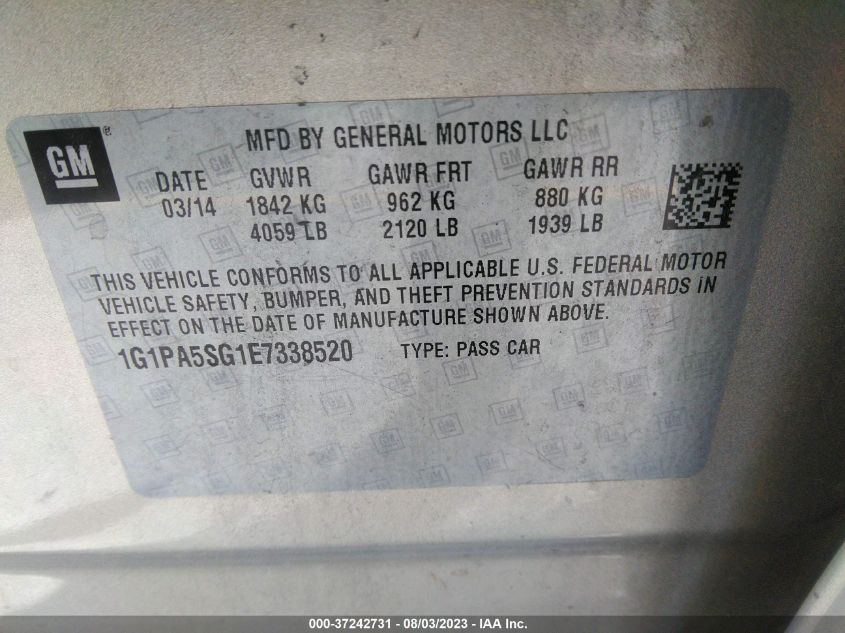 GM ®
MFD BY GENERAL MOTORS LLC
DATE GVWR GAWR FRT GAWR RR
03/14 1842 KG 962 KG 880 KG
4059 LB 2120 LB 1939 LB
THIS VEHICLE CONFORMS TO ALL APPLICABLE U.S. FEDERAL MOTOR
VEHICLE SAFETY, BUMPER, AND THEFT PREVENTION STANDARDS IN
EFFECT ON THE DATE OF MANUFACTURE SHOWN ABOVE.
1G1PA5SG1E7338520 TYPE: PASS CAR
000-37242731 - 08/03/2023 - IAA Inc.